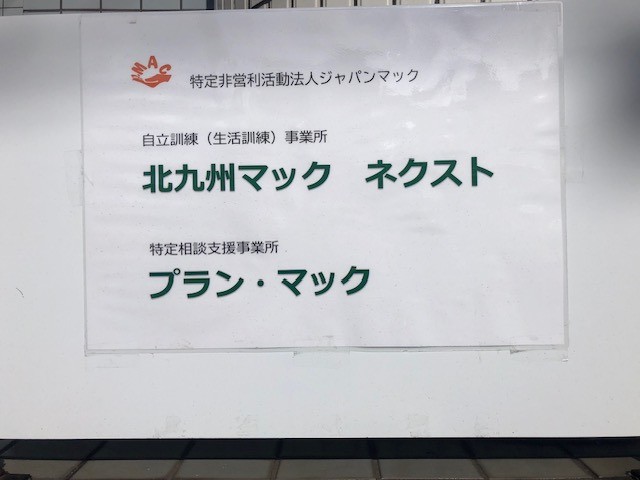 MAC
特定非営利活動法人ジャパンマック
自立訓練（生活訓練）事業所
北九州マック　ネクスト
特定相談支援事業所
プラン・マック